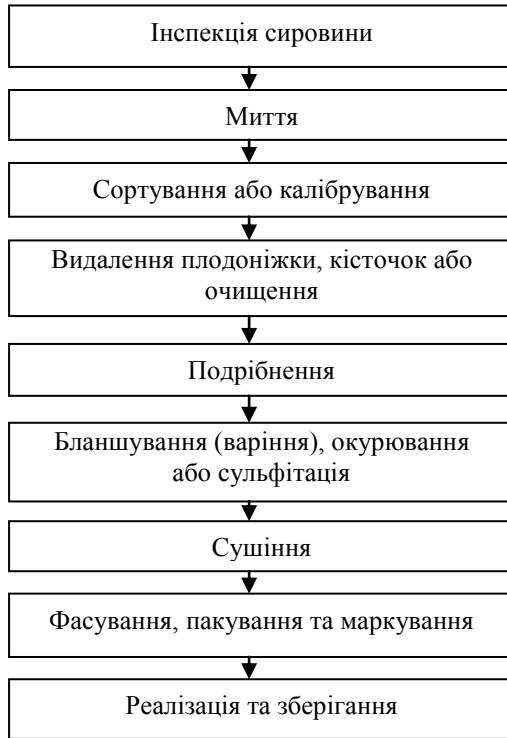 Інспекція сировини
Миття
Сортування або калібрування
Видалення плодоніжки, кісточок або
очищення
Подрібнення
Бланшування (варіння), окурювання
або сульфітація
Сушіння
Фасування, пакування та маркування
Реалізація та зберігання